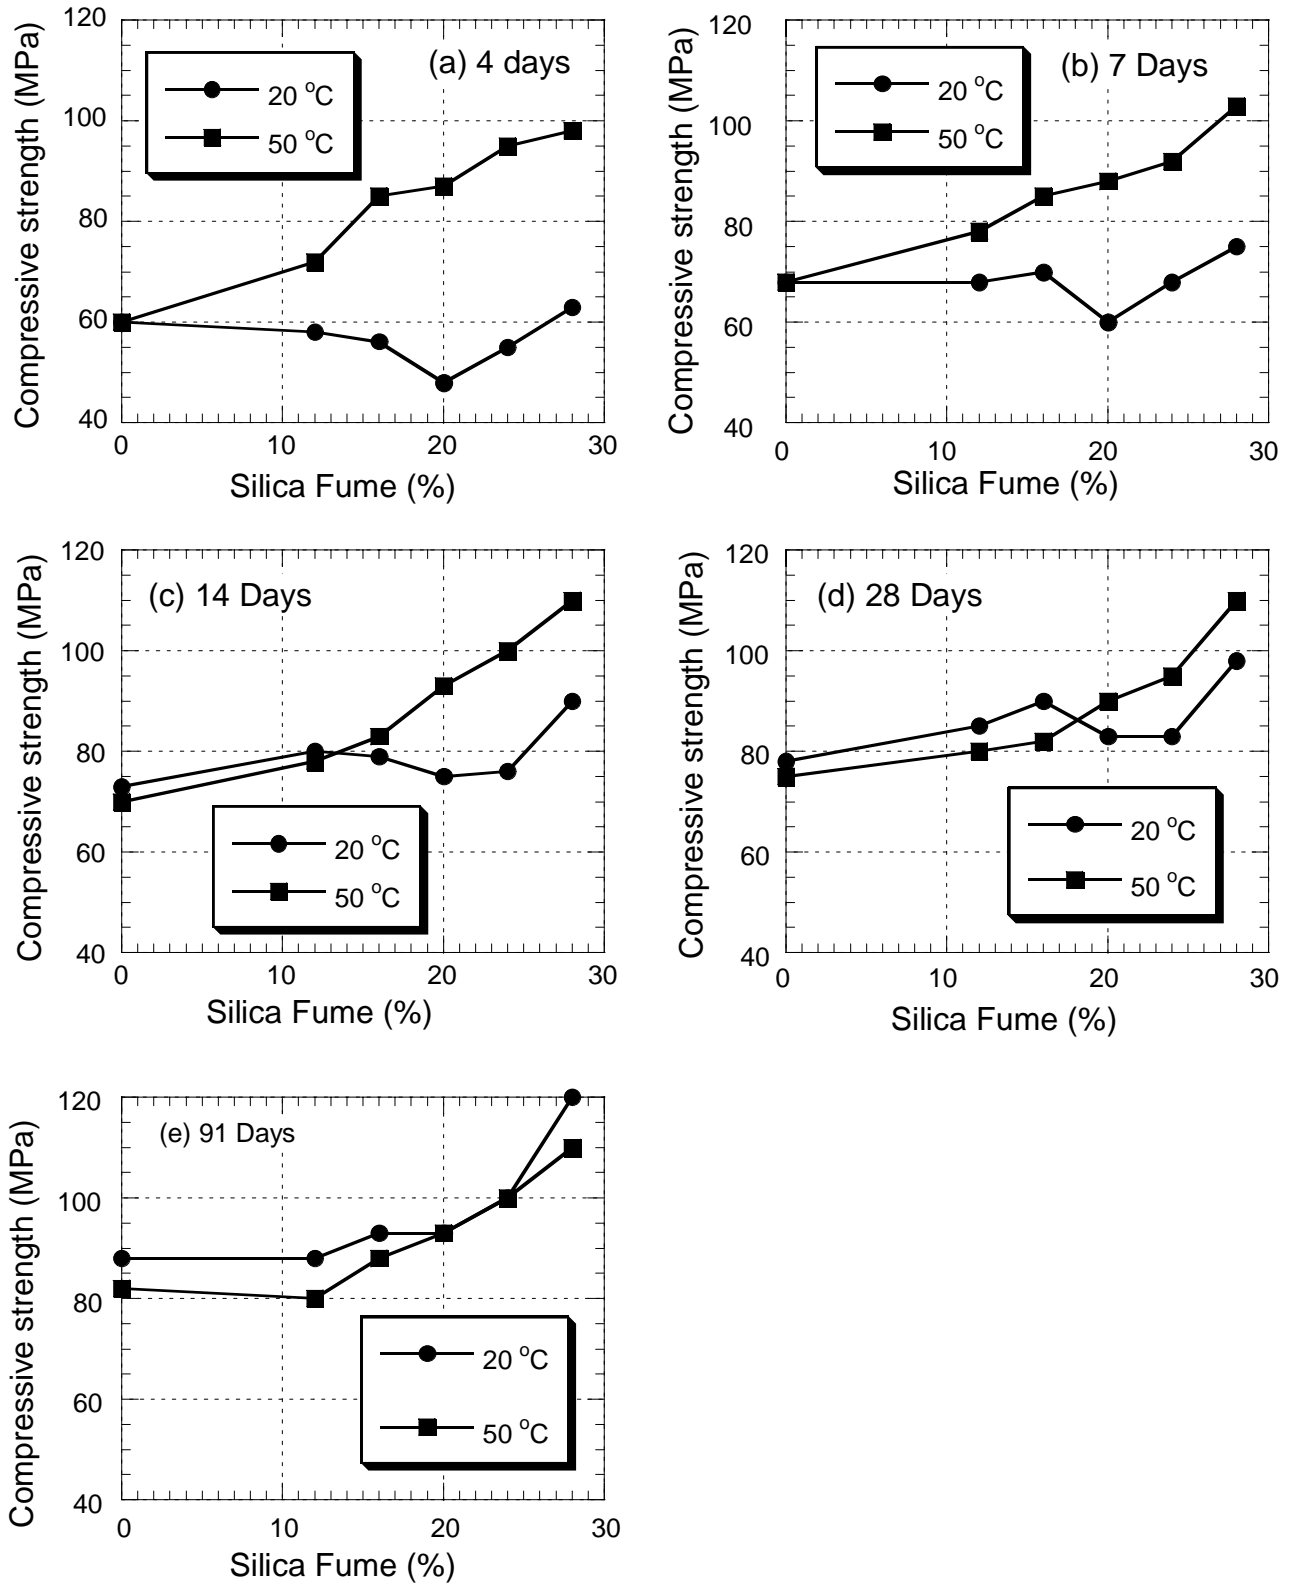 120
100
80
60
40
Compressive strength (MPa)
(a) 4 days
20 °C
50 °C
0 10 20 30
Silica Fume (%)
120
100
80
60
40
Compressive strength (MPa)
(b) 7 Days
20 °C
50 °C
0 10 20 30
Silica Fume (%)
120
100
80
60
40
Compressive strength (MPa)
(c) 14 Days
20 °C
50 °C
0 10 20 30
Silica Fume (%)
120
100
80
60
40
Compressive strength (MPa)
(d) 28 Days
20 °C
50 °C
0 10 20 30
Silica Fume (%)
120
100
80
60
40
Compressive strength (MPa)
(e) 91 Days
20 °C
50 °C
0 10 20 30
Silica Fume (%)